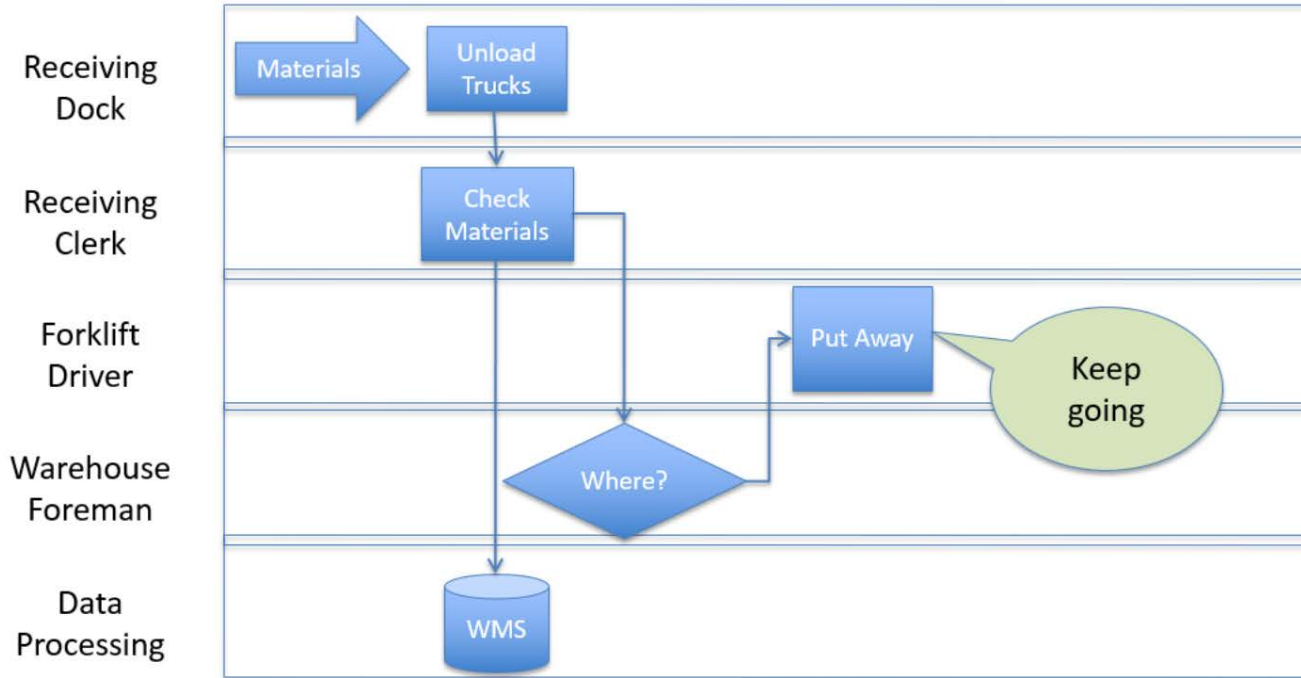 Receiving
Dock
Materials
Unload
Trucks
Receiving
Clerk
Check
Materials
Forklift
Driver
Put Away
Keep
going
Warehouse
Foreman
Where?
Data
Processing
WMS